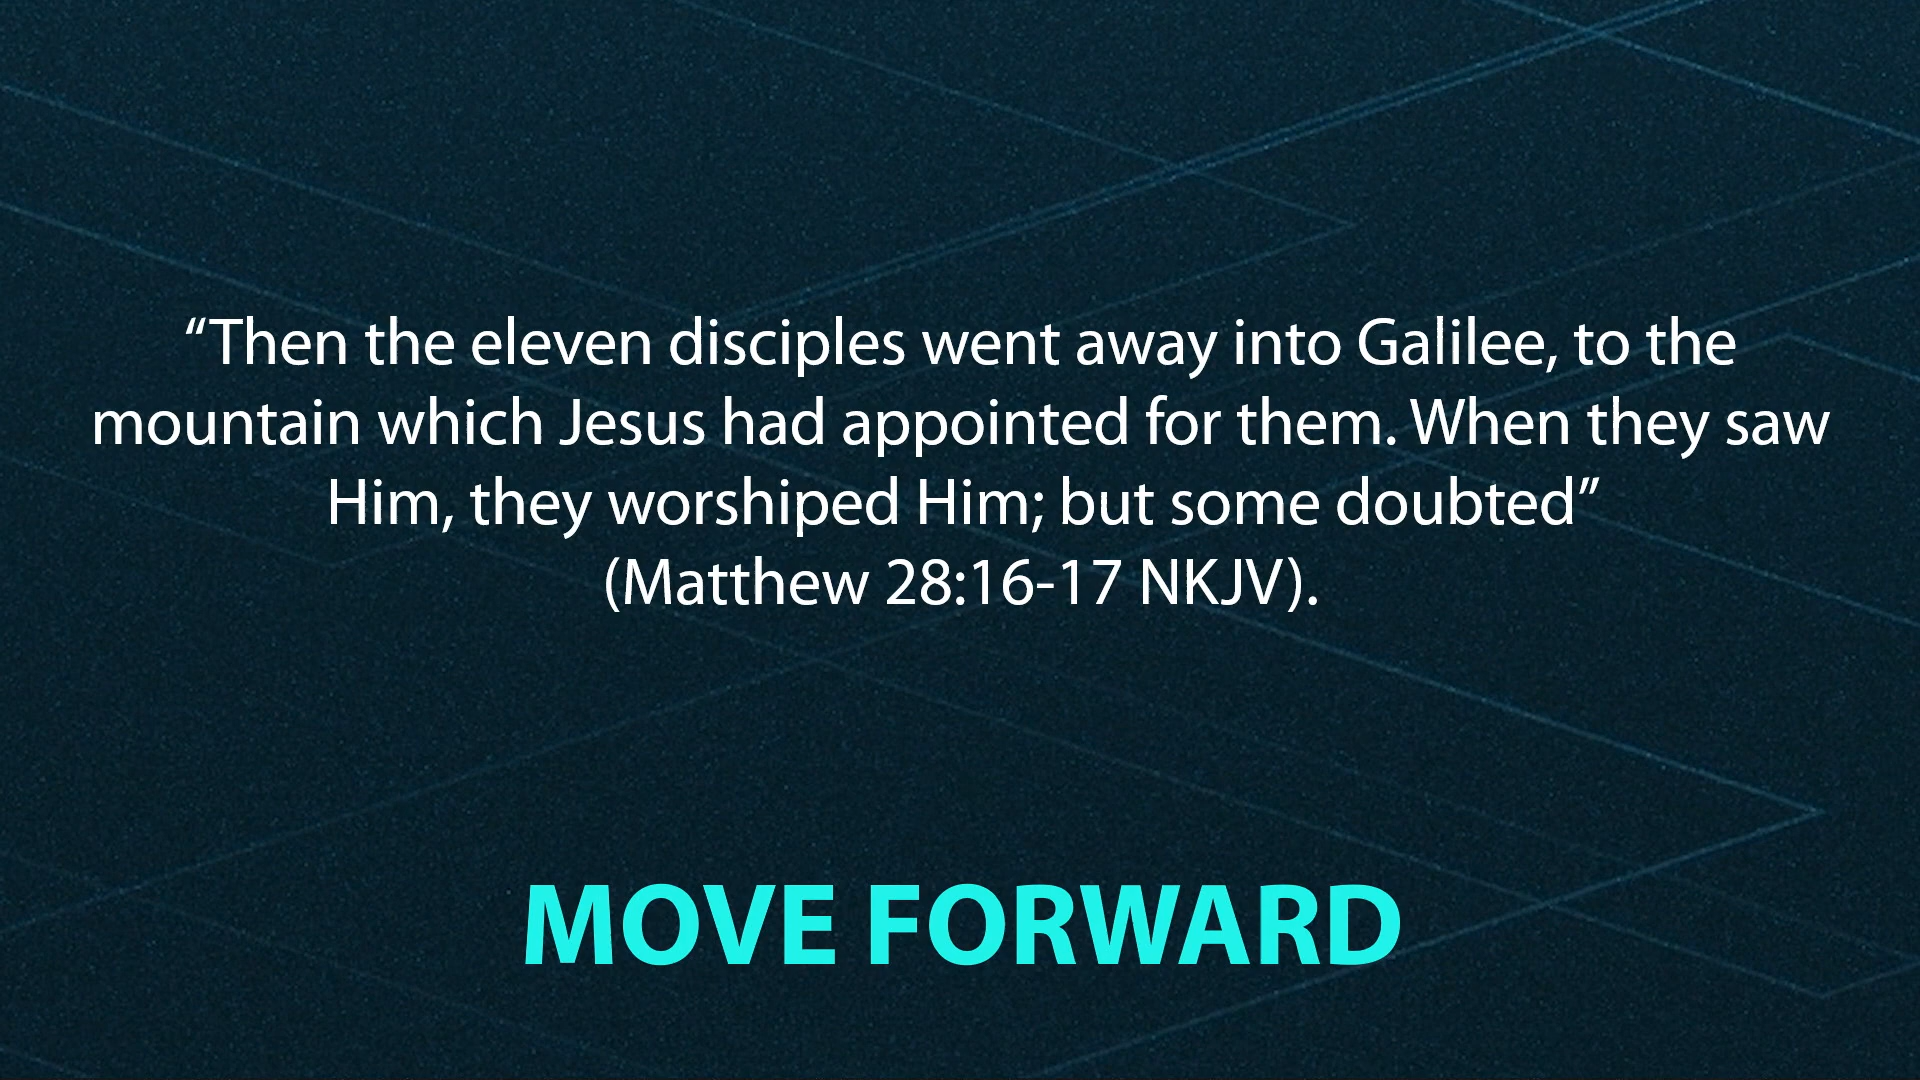 “Then the eleven disciples went away into Galilee, to the
mountain which Jesus had appointed for them. When they saw
Him, they worshiped Him; but some doubted”
(Matthew 28:16-17 NKJV).
MOVE FORWARD